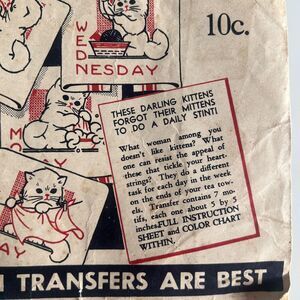 10c.
WEDNESDAY
THESE DARLING KITTENS
FORGOT THEIR MITTENS
TO DO A DAILY STINT!
What woman among you
doesn't like kittens? What
one can resist the appeal of
these that tickle your heart-
strings? They do a different
task for each day in the week
on the ends of your tea tow-
els. Transfer contains 7 mo-
tifs, each one about 5 by 5
inches FULL INSTRUCTION
SHEET and COLOR CHART
WITHIN.
MO
AY
TRANSFERS ARE BEST